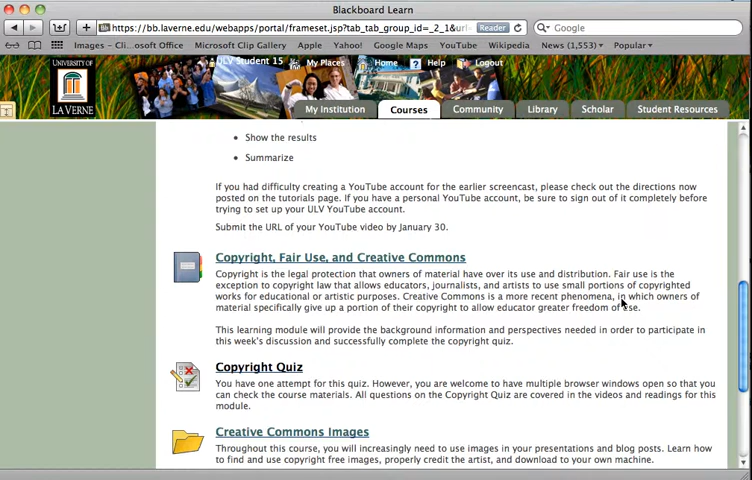 Blackboard Learn
https://bb.laverne.edu/webapps/portal/frameset.jsp?tab_tab_group_id=_2_1&url
Reader
Google
Images – Cli...osoft Office
Microsoft Clip Gallery
Apple
Yahoo!
Google Maps
YouTube
Wikipedia
News (1,553)
Popular
UNIVERSITY OF
LA VERNE
ULV Student 15
My Places
Home
Help
Logout
My Institution
Courses
Community
Library
Scholar
Student Resources
• Show the results
• Summarize
If you had difficulty creating a YouTube account for the earlier screencast, please check out the directions now
posted on the tutorials page. If you have a personal YouTube account, be sure to sign out of it completely before
trying to set up your ULV YouTube account.
Submit the URL of your YouTube video by January 30.
Copyright, Fair Use, and Creative Commons
Copyright is the legal protection that owners of material have over its use and distribution. Fair use is the
exception to copyright law that allows educators, journalists, and artists to use small portions of copyrighted
works for educational or artistic purposes. Creative Commons is a more recent phenomena, in which owners of
material specifically give up a portion of their copyright to allow educator greater freedom of use.
This learning module will provide the background information and perspectives needed in order to participate in
this week's discussion and successfully complete the copyright quiz.
Copyright Quiz
You have one attempt for this quiz. However, you are welcome to have multiple browser windows open so that you
can check the course materials. All questions on the Copyright Quiz are covered in the videos and readings for this
module.
Creative Commons Images
Throughout this course, you will increasingly need to use images in your presentations and blog posts. Learn how
to find and use copyright free images, properly credit the artist, and download to your own machine.